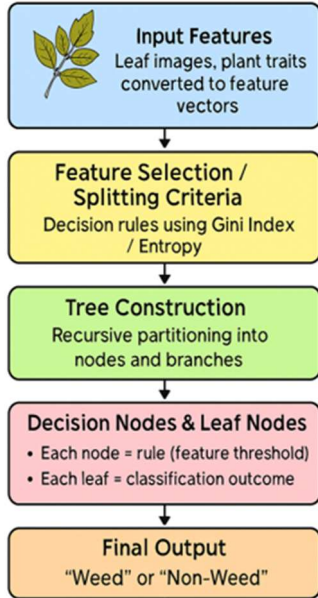 Input Features
Leaf images, plant traits
converted to feature
vectors
Feature Selection /
Splitting Criteria
Decision rules using Gini Index
/ Entropy
Tree Construction
Recursive partitioning into
nodes and branches
Decision Nodes & Leaf Nodes
• Each node = rule (feature threshold)
• Each leaf = classification outcome
Final Output
“Weed” or “Non-Weed”